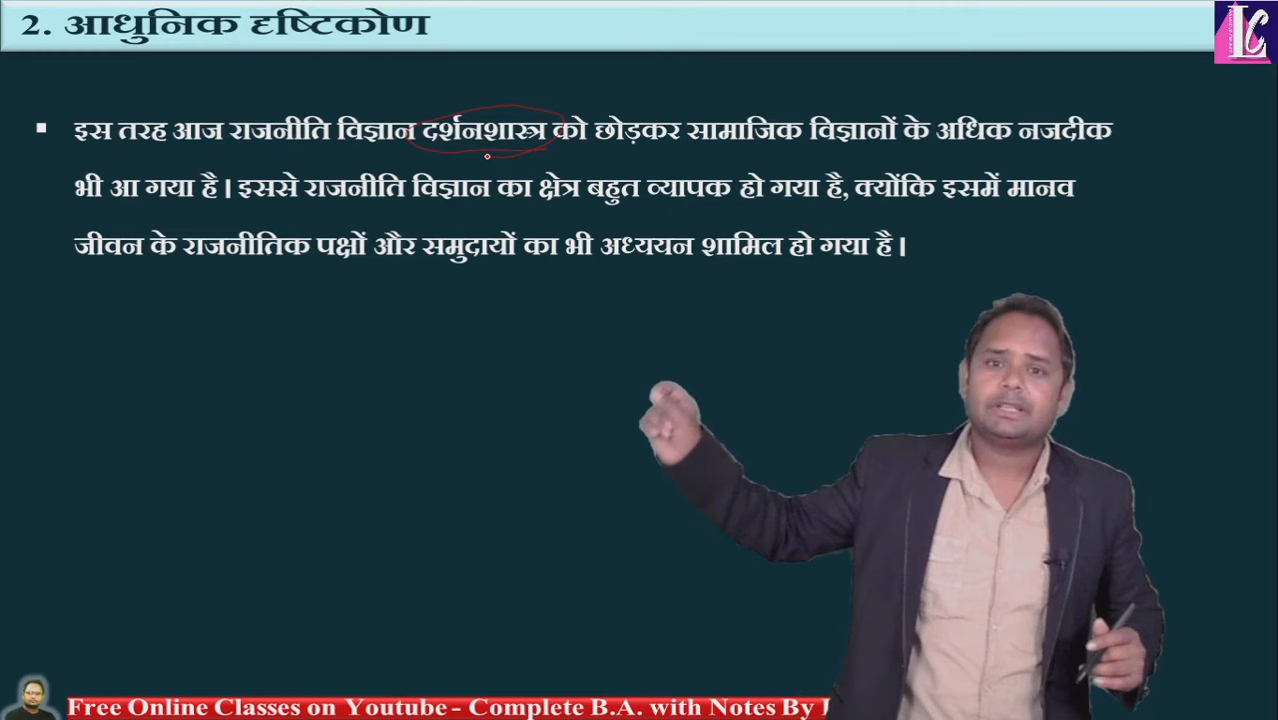 2. आधुनिक दृष्टिकोण
LC
इस तरह आज राजनीति विज्ञान दर्शनशास्त्र को छोड़कर सामाजिक विज्ञानों के अधिक नजदीक
भी आ गया है। इससे राजनीति विज्ञान का क्षेत्र बहुत व्यापक हो गया है, क्योंकि इसमें मानव
जीवन के राजनीतिक पक्षों और समुदायों का भी अध्ययन शामिल हो गया है।
Free Online Classes on Youtube - Complete B.A. with Notes By